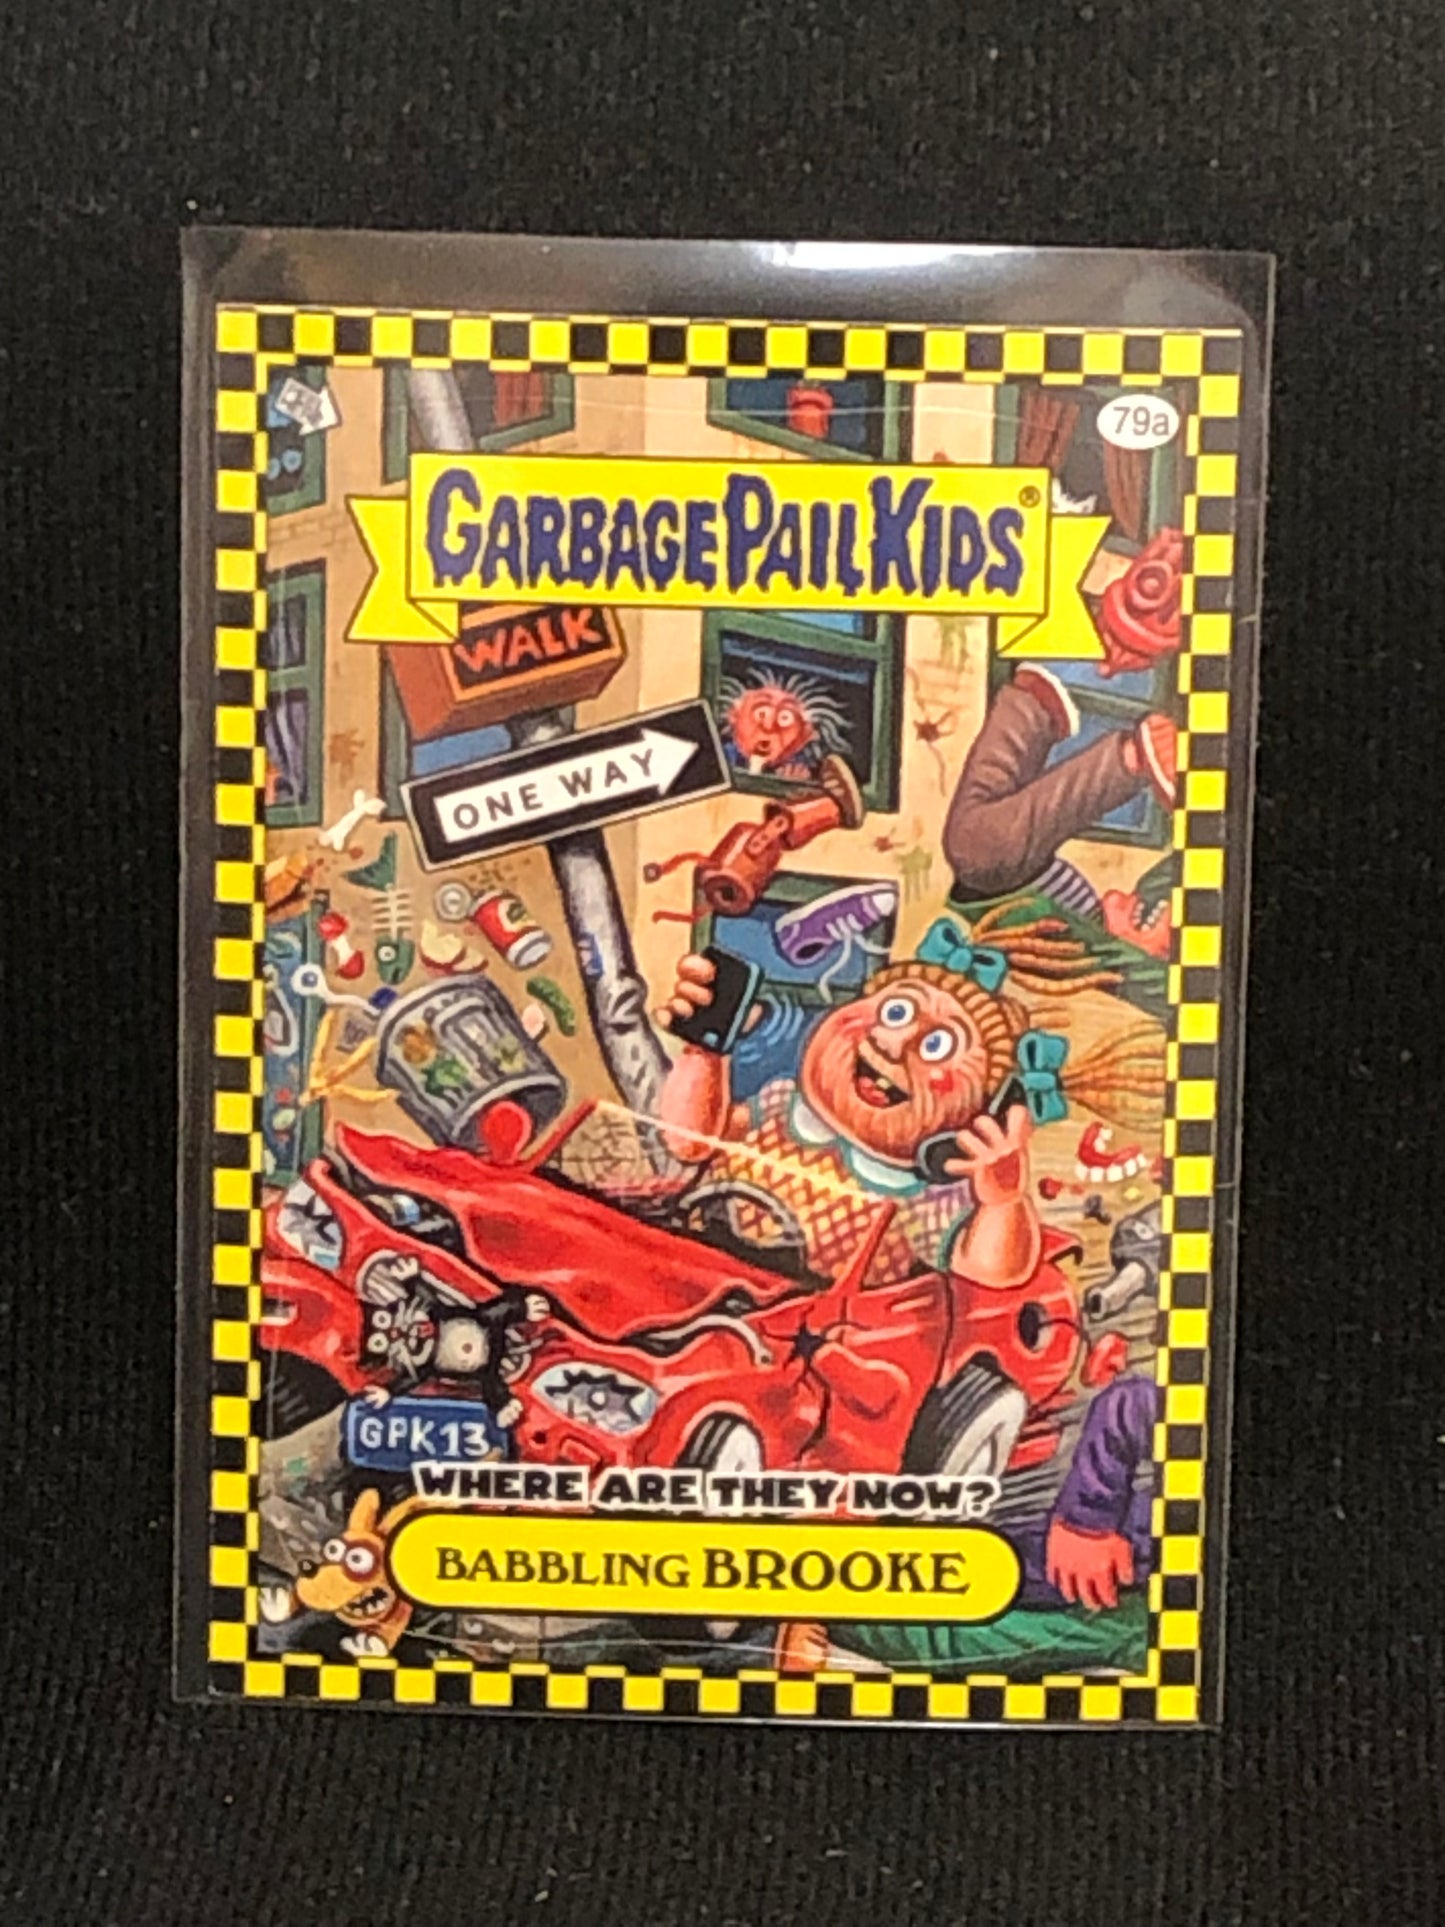 79a
GARBAGE PAIL KIDS®
WALK
ONE WAY
GPK13
WHERE ARE THEY NOW?
BABBLING BROOKE